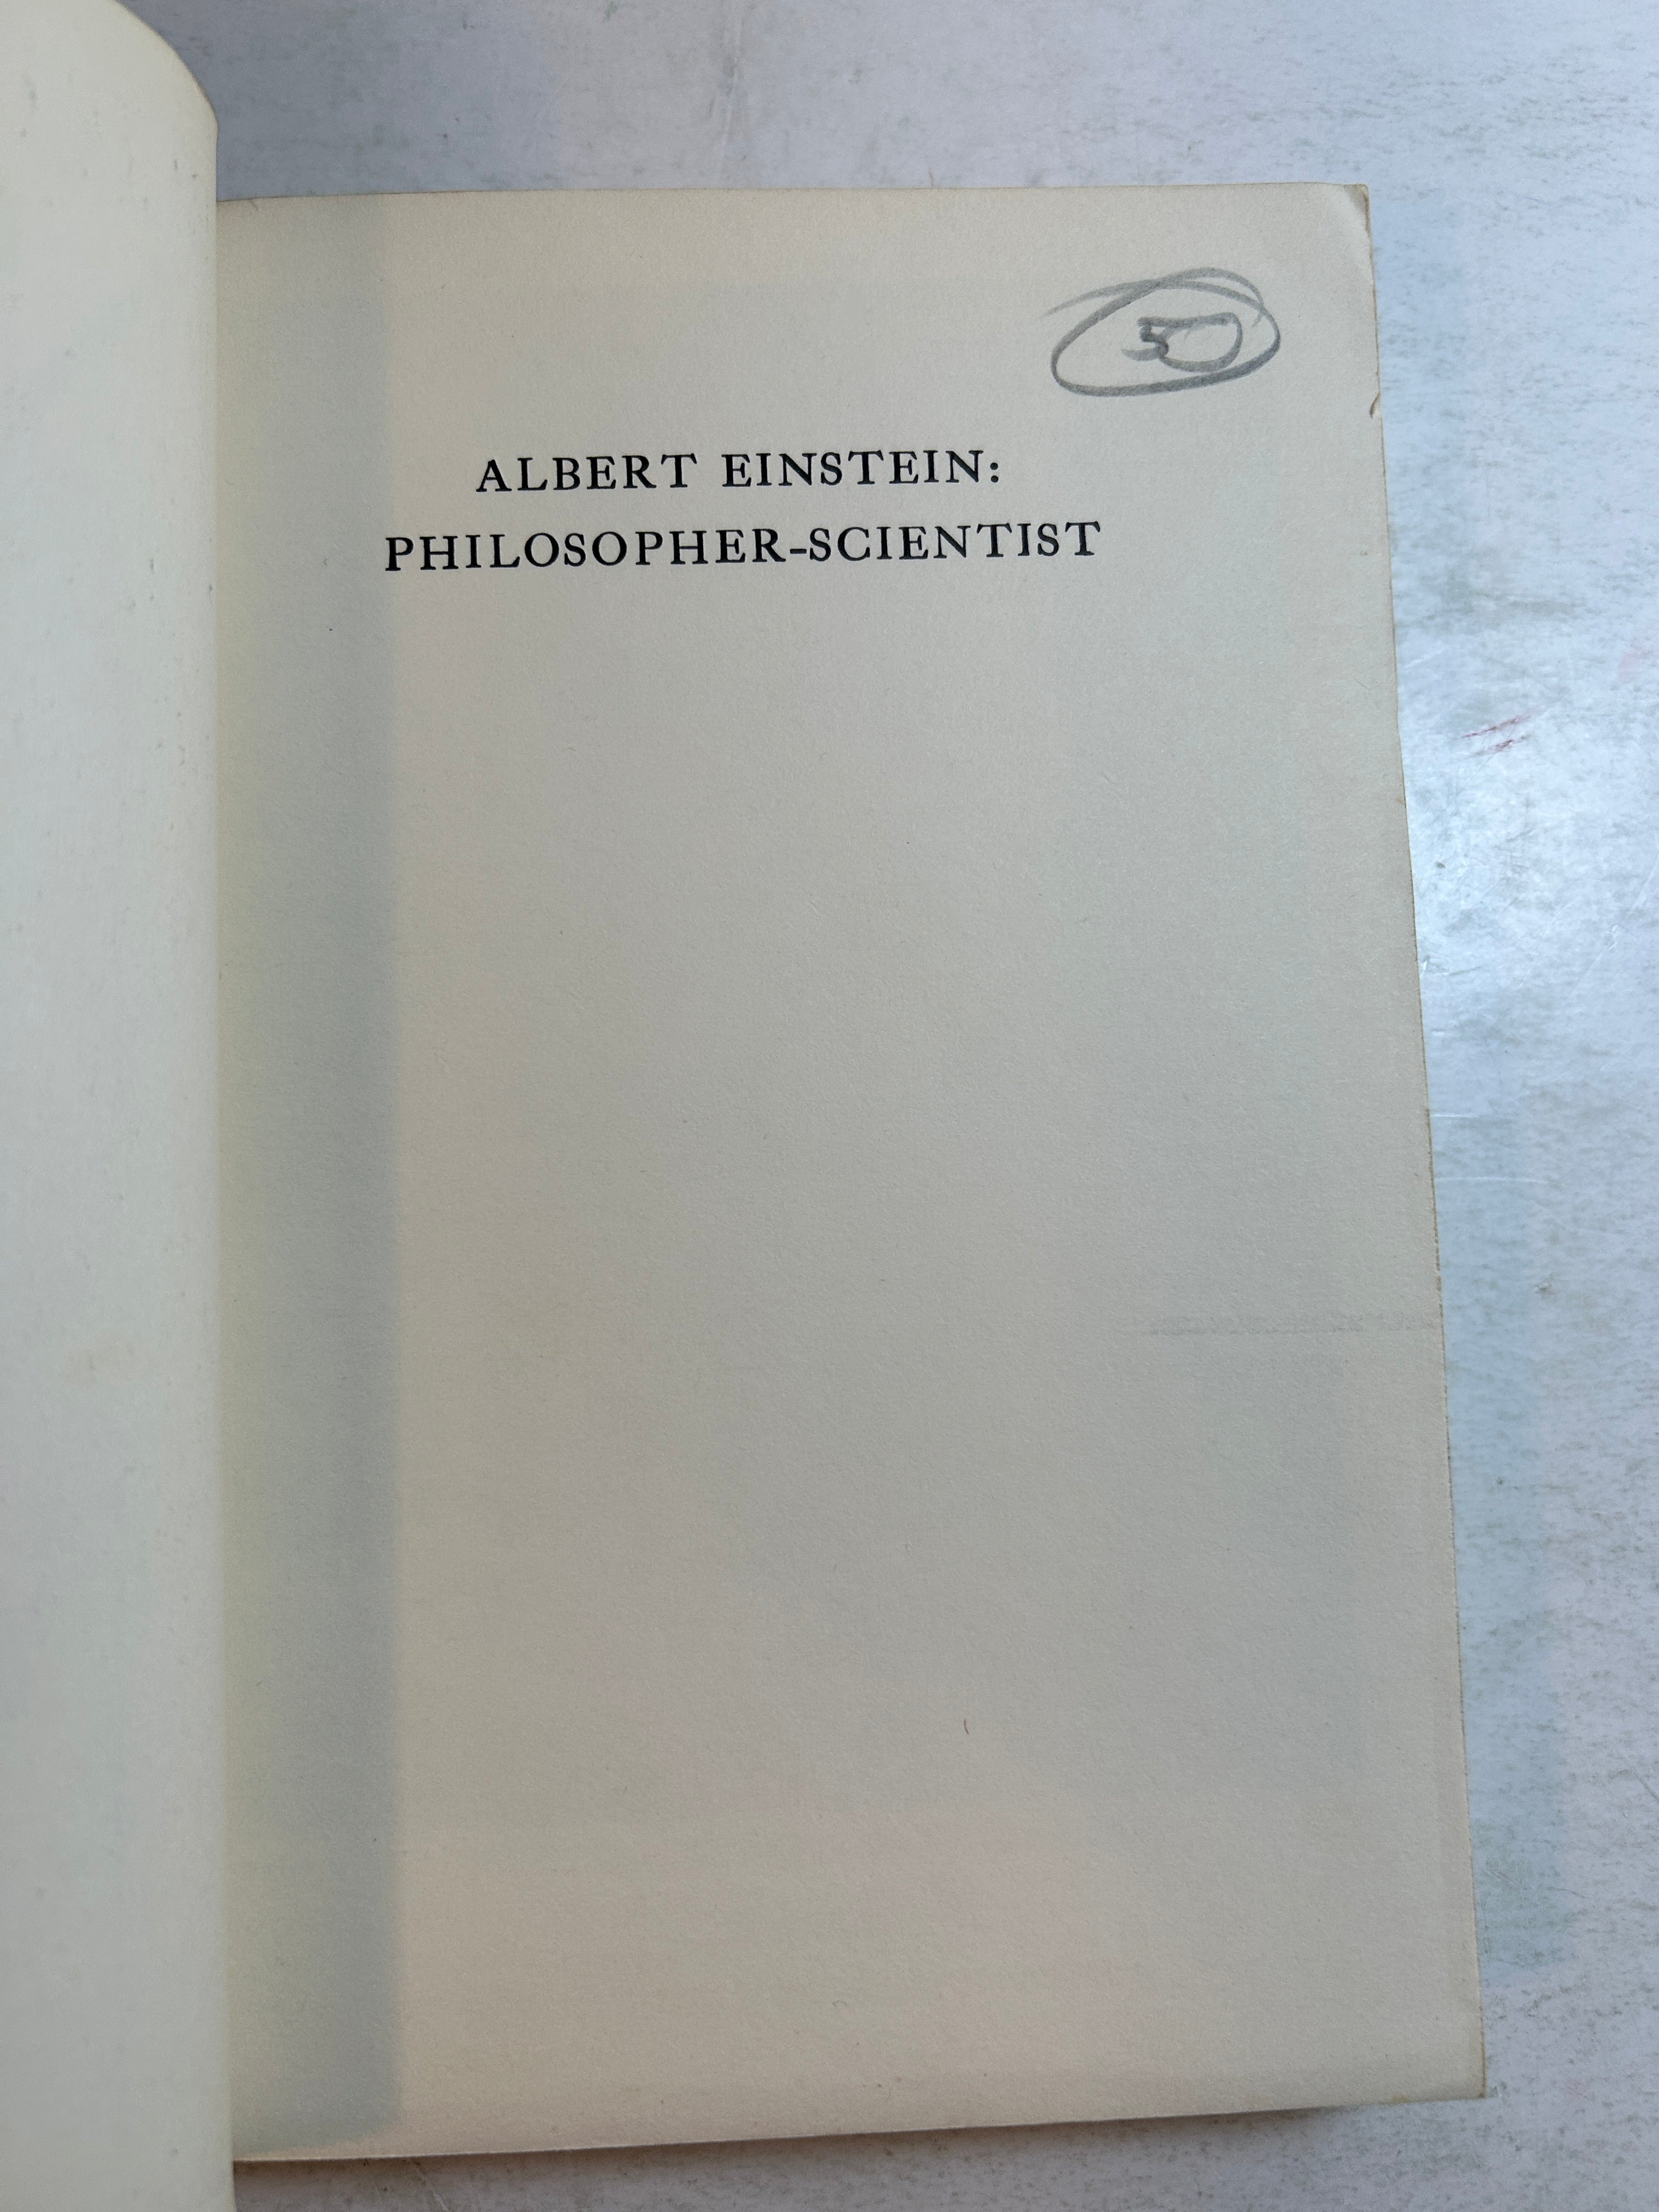 50
ALBERT EINSTEIN:
PHILOSOPHER-SCIENTIST